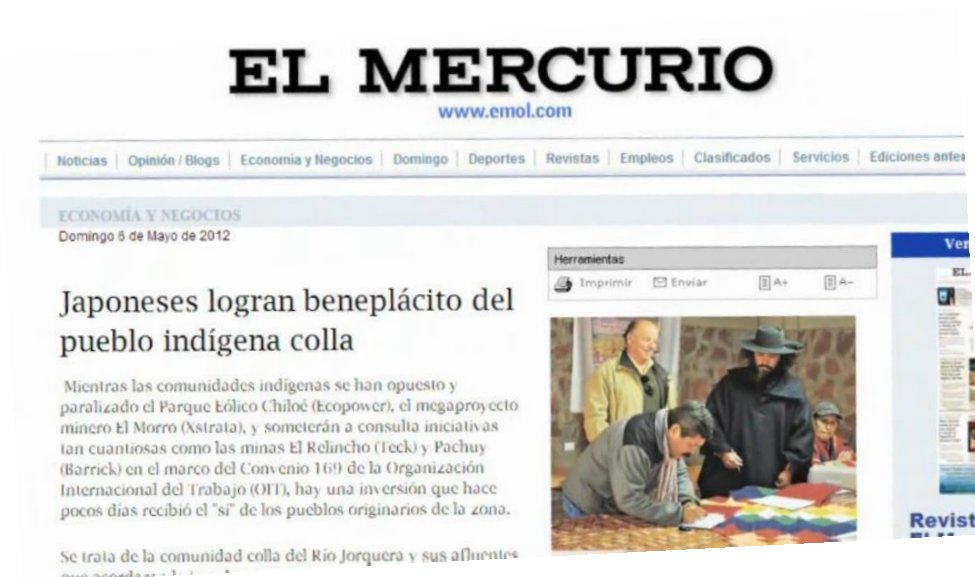 EL MERCURIO
www.emol.com
Noticias | Opinión / Blogs | Economía y Negocios | Domingo | Deportes | Revistas | Empleos | Clasificados | Servicios | Ediciones
ECONOMÍA Y NEGOCIOS
Domingo 6 de Mayo de 2012
Japoneses logran beneplácito del
pueblo indígena colla
Mientras las comunidades indígenas se han opuesto y
paralizado el Parque Eólico Chiloé (Ecopower), el megaproyecto
minero El Morro (Xstrata), y someterán a consulta iniciativas
tan cuantiosas como las minas El Relincho (Teck) y Pachuy
(Barrick) en el marco del Convenio 169 de la Organización
Internacional del Trabajo (OIT), hay una inversión que hace
pocos días recibió el "sí" de los pueblos originarios de la zona.
Se trata de la comunidad colla del Río Jorquera y sus afluentes
Herramientas
Imprimir Enviar A+ A-
Ver
EL
Revist